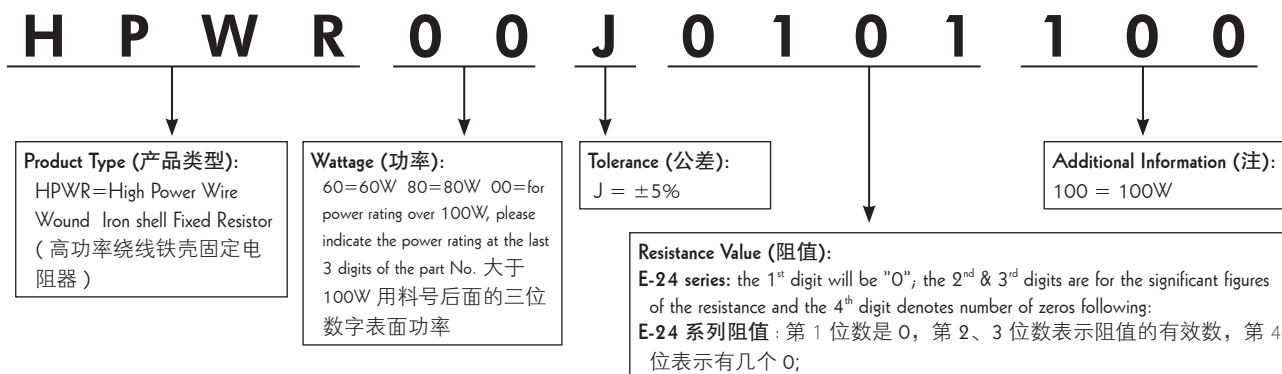 H P W R 0 0 J 0 1 0 1 1 0 0
Product Type (产品类型):
HPWR=High Power Wire
Wound Iron shell Fixed Resistor
( 高功率绕线铁壳固定电
阻器 )
Wattage (功率):
60=60W 80=80W 00=for
power rating over 100W, please
indicate the power rating at the last
3 digits of the part No. 大于
100W 用料号后面的三位
数字表面功率
Tolerance (公差):
J = ±5%
Additional Information (注):
100 = 100W
Resistance Value (阻值):
E-24 series: the 1st digit will be "0"; the 2nd & 3rd digits are for the significant figures
of the resistance and the 4th digit denotes number of zeros following:
E-24 系列阻值 : 第 1 位数是 0，第 2、3 位数表示阻值的有效数，第 4
位表示有几个 0;